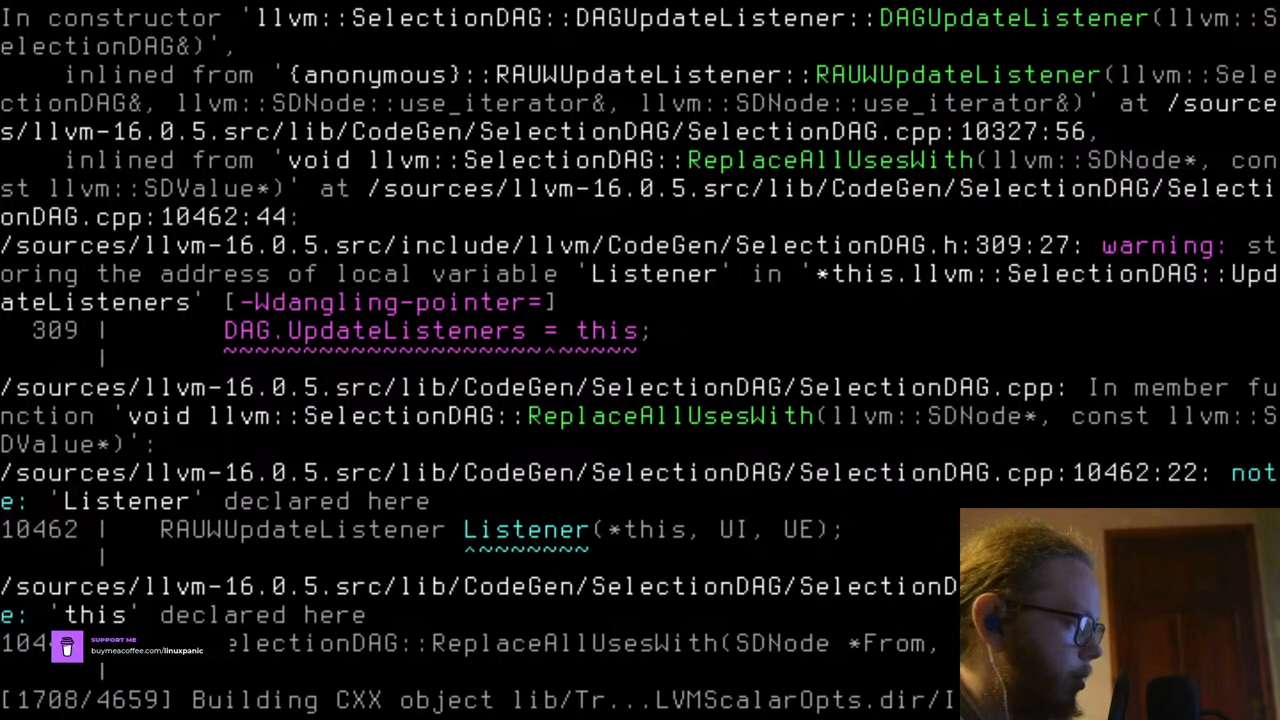 In constructor 'llvm::SelectionDAG::DAGUpdateListener::DAGUpdateListener(llvm::S
electionDAG&)',
    inlined from '{anonymous}::RAUWUpdateListener::RAUWUpdateListener(llvm::Sele
ctionDAG&, llvm::SDNode::use_iterator&, llvm::SDNode::use_iterator&)' at /source
s/llvm-16.0.5.src/lib/CodeGen/SelectionDAG/SelectionDAG.cpp:10327:56,
    inlined from 'void llvm::SelectionDAG::ReplaceAllUsesWith(llvm::SDNode*, con
st llvm::SDValue*)' at /sources/llvm-16.0.5.src/lib/CodeGen/SelectionDAG/Selecti
onDAG.cpp:10462:44:
/sources/llvm-16.0.5.src/include/llvm/CodeGen/SelectionDAG.h:309:27: warning: st
oring the address of local variable 'Listener' in '*this.llvm::SelectionDAG::Upd
ateListeners' [-Wdangling-pointer=]
  309 |       DAG.UpdateListeners = this;
      |       ~~~~~~~~~~~~~~~~~~~~^~~~~~
/sources/llvm-16.0.5.src/lib/CodeGen/SelectionDAG/SelectionDAG.cpp: In member fu
nction 'void llvm::SelectionDAG::ReplaceAllUsesWith(llvm::SDNode*, const llvm::S
DValue*)':
/sources/llvm-16.0.5.src/lib/CodeGen/SelectionDAG/SelectionDAG.cpp:10462:22: not
e: 'Listener' declared here
10462 |   RAUWUpdateListener Listener(*this, UI, UE);
      |                      ^~~~~~~~
/sources/llvm-16.0.5.src/lib/CodeGen/SelectionDAG/SelectionD
e: 'this' declared here
104 electionDAG::ReplaceAllUsesWith(SDNode *From,
SUPPORT ME
buymeacoffee.com/linuxpanic
      |
[1708/4659] Building CXX object lib/Tr...LVMScalarOpts.dir/I